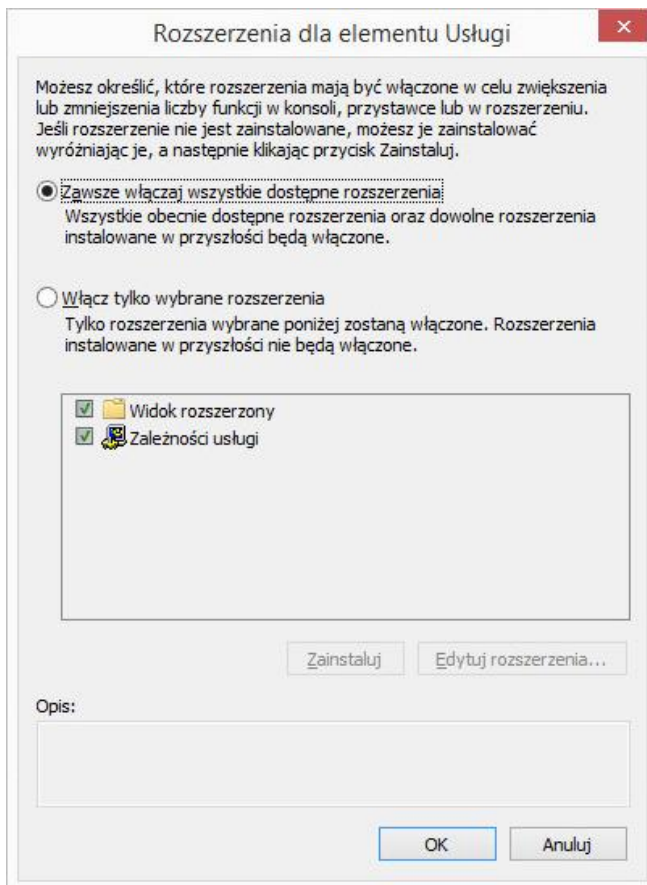 Rozszerzenia dla elementu Usługi
Możesz określić, które rozszerzenia mają być włączone w celu zwiększenia
lub zmniejszenia liczby funkcji w konsoli, przystawce lub w rozszerzeniu.
Jeśli rozszerzenie nie jest zainstalowane, możesz je zainstalować
wyróżniając je, a następnie klikając przycisk Zainstaluj.
Zawsze włączaj wszystkie dostępne rozszerzenia
Wszystkie obecnie dostępne rozszerzenia oraz dowolne rozszerzenia
instalowane w przyszłości będą włączone.
Włącz tylko wybrane rozszerzenia
Tylko rozszerzenia wybrane poniżej zostaną włączone. Rozszerzenia
instalowane w przyszłości nie będą włączone.
Widok rozszerzony
Zależności usługi
Zainstaluj Edytuj rozszerzenia...
Opis:
OK Anuluj